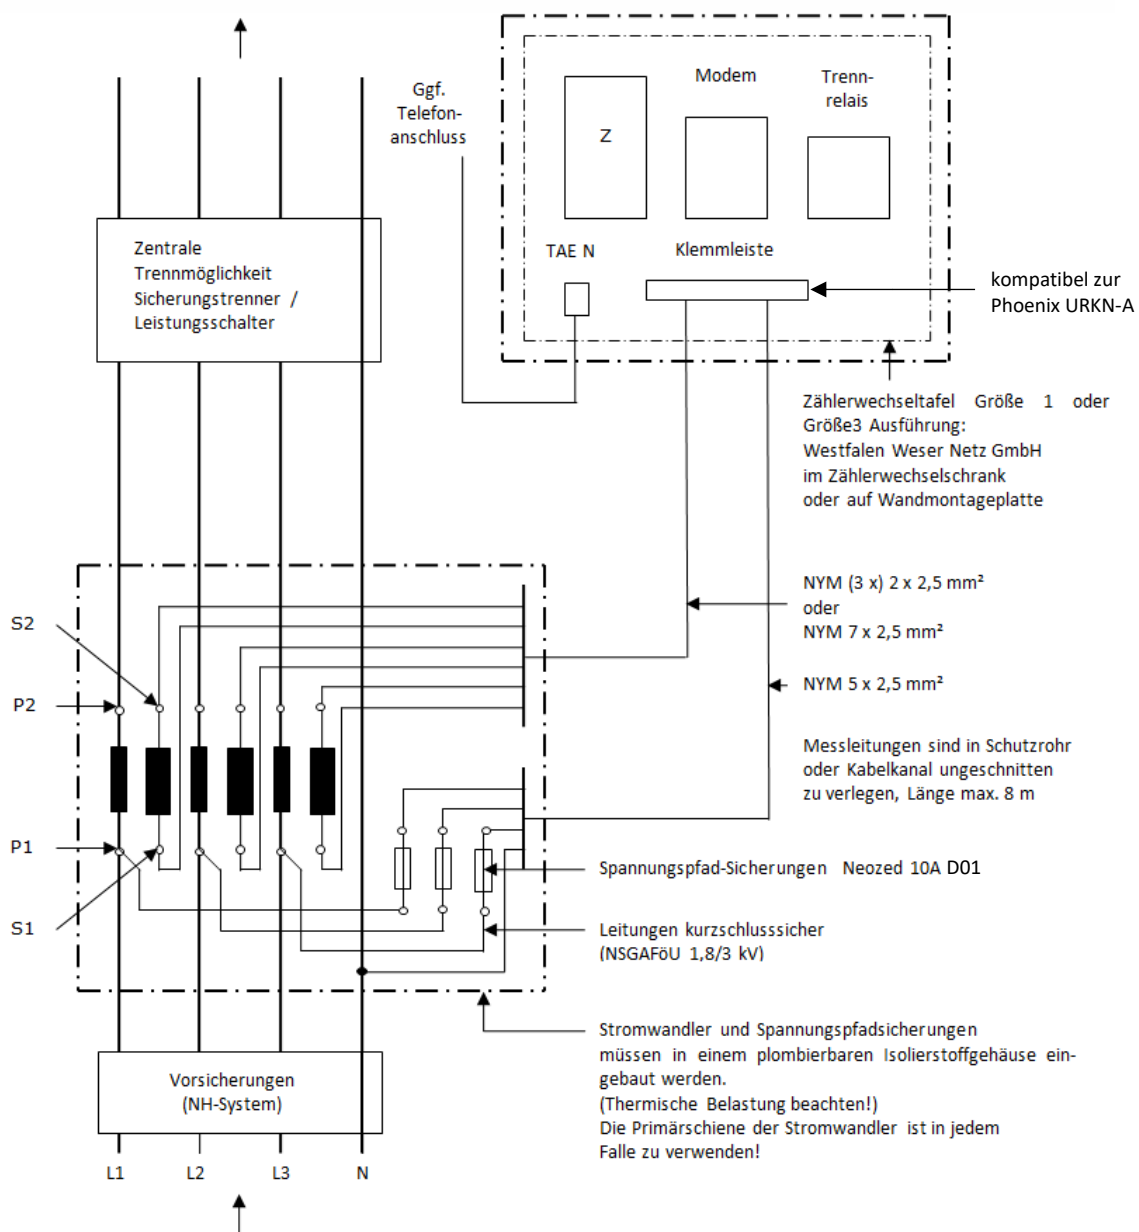 Ggf.
Telefon-
anschluss
Modem
Trenn-
relais
Z
Zentrale
Trennmöglichkeit
Sicherungstrenner /
Leistungsschalter
TAE N
Klemmleiste
kompatibel zur
Phoenix URKN-A
Zählerwechseltafel Größe 1 oder
Größe3 Ausführung:
Westfalen Weser Netz GmbH
im Zählerwechselschrank
oder auf Wandmontageplatte
NYM (3 x) 2 x 2,5 mm²
oder
NYM 7 x 2,5 mm²
S2
P2
NYM 5 x 2,5 mm²
Messleitungen sind in Schutzrohr
oder Kabelkanal ungeschnitten
zu verlegen, Länge max. 8 m
P1
S1
Spannungspfad-Sicherungen Neozed 10A D01
Leitungen kurzschlusssicher
(NSGAFöU 1,8/3 kV)
Stromwandler und Spannungspfadsicherungen
müssen in einem plombierbaren Isolierstoffgehäuse ein-
gebaut werden.
(Thermische Belastung beachten!)
Die Primärschiene der Stromwandler ist in jedem
Falle zu verwenden!
Vorsicherungen
(NH-System)
L1 L2 L3 N